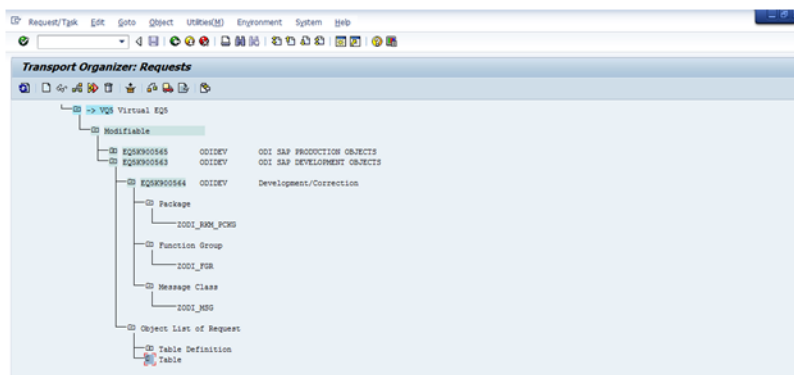 Request/Task Edit Goto Object Utilities(M) Environment System Help
Transport Organizer: Requests
-> VQ5 Virtual EQ5
Modifiable
EQ5K900565 ODIDEV ODI SAP PRODUCTION OBJECTS
EQ5K900563 ODIDEV ODI SAP DEVELOPMENT OBJECTS
EQ5K900564 ODIDEV Development/Correction
Package
ZODI_RKM_PCKG
Function Group
ZODI_FGR
Message Class
ZODI_MSG
Object List of Request
Table Definition
Table